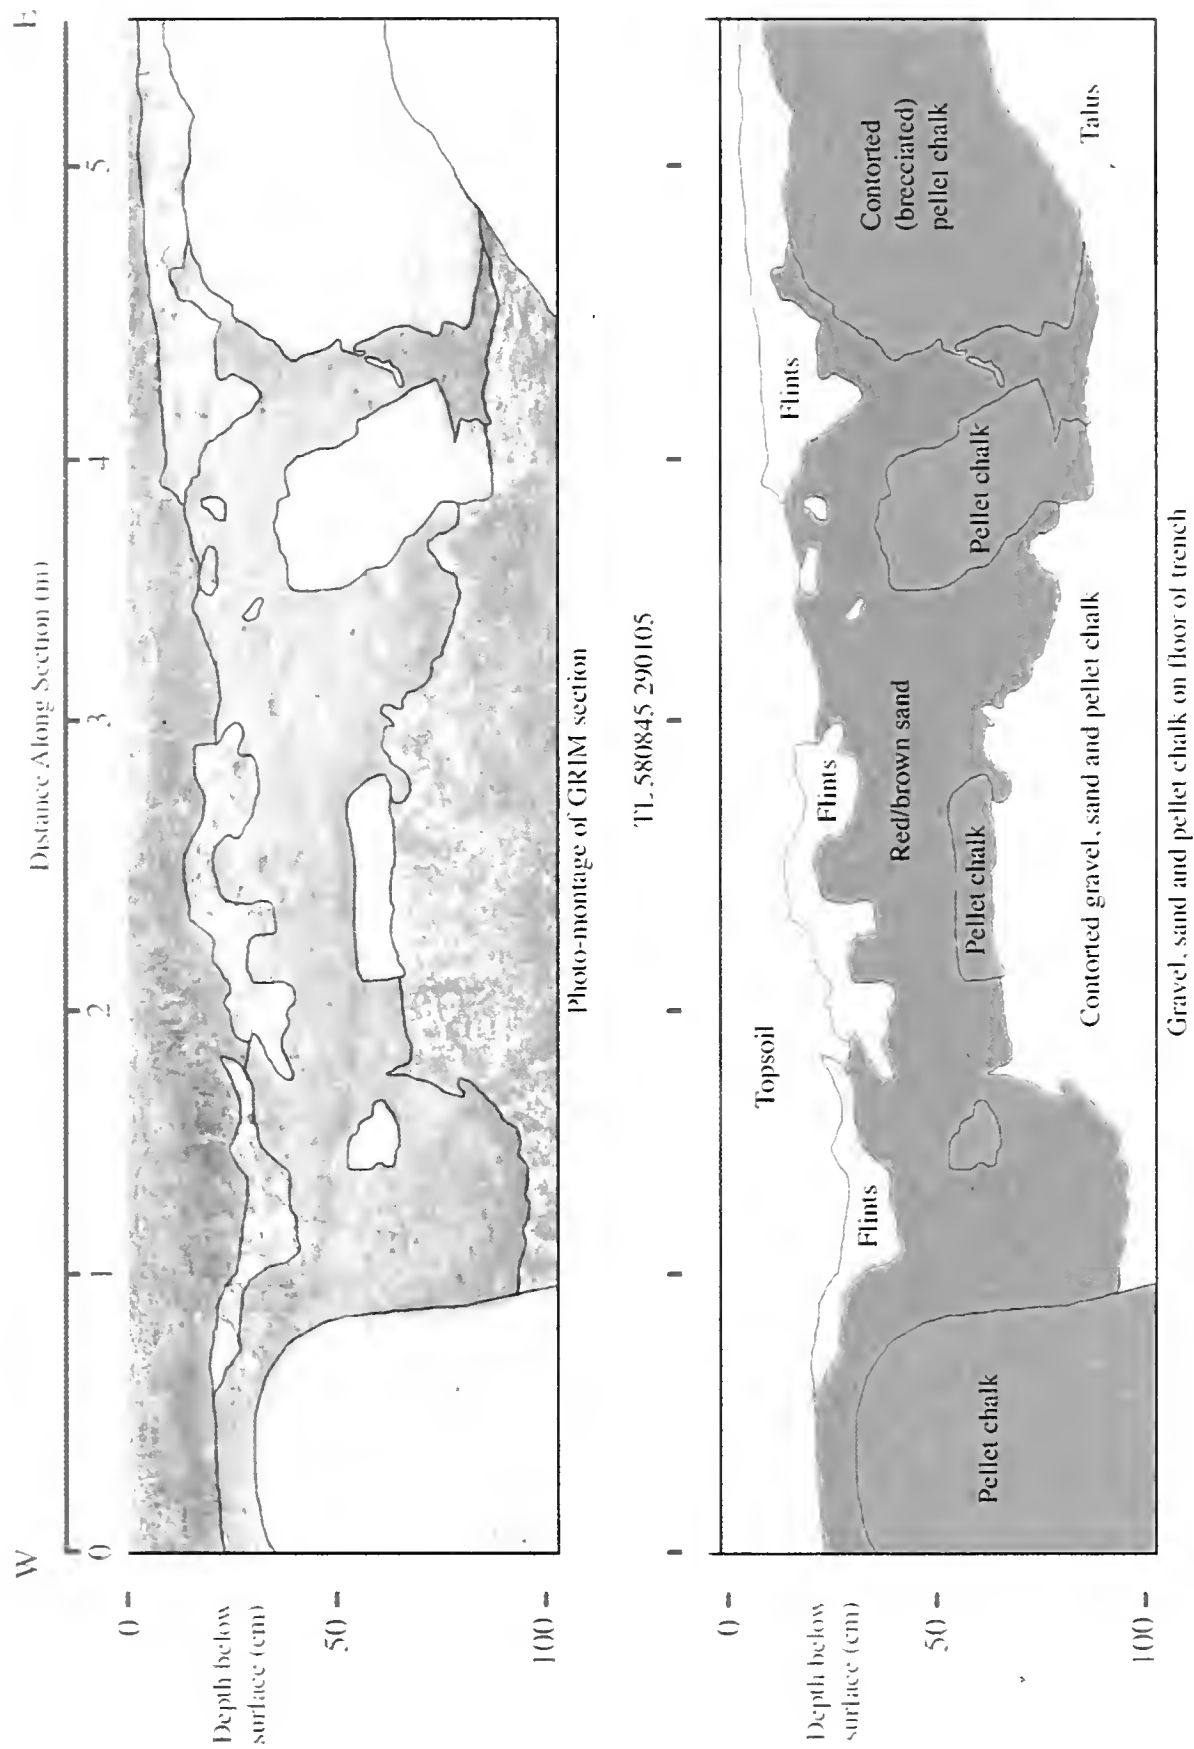 W
E
Distance Along Section (m)
0
1
2
3.
4
5.
Depth below
surface (cm)
0
50
100
Photo-montage of GRIM section
TL 580845 290105
Depth below
surface (cm)
0
50
100
Topsoil
Flints
Flints
Flints
Red/brown sand
Pellet chalk
Pellet chalk
Pellet chalk
Contorted
(brecciated)
pellet chalk
Talus
Contorted gravel, sand and pellet chalk
Gravel, sand and pellet chalk on floor of trench